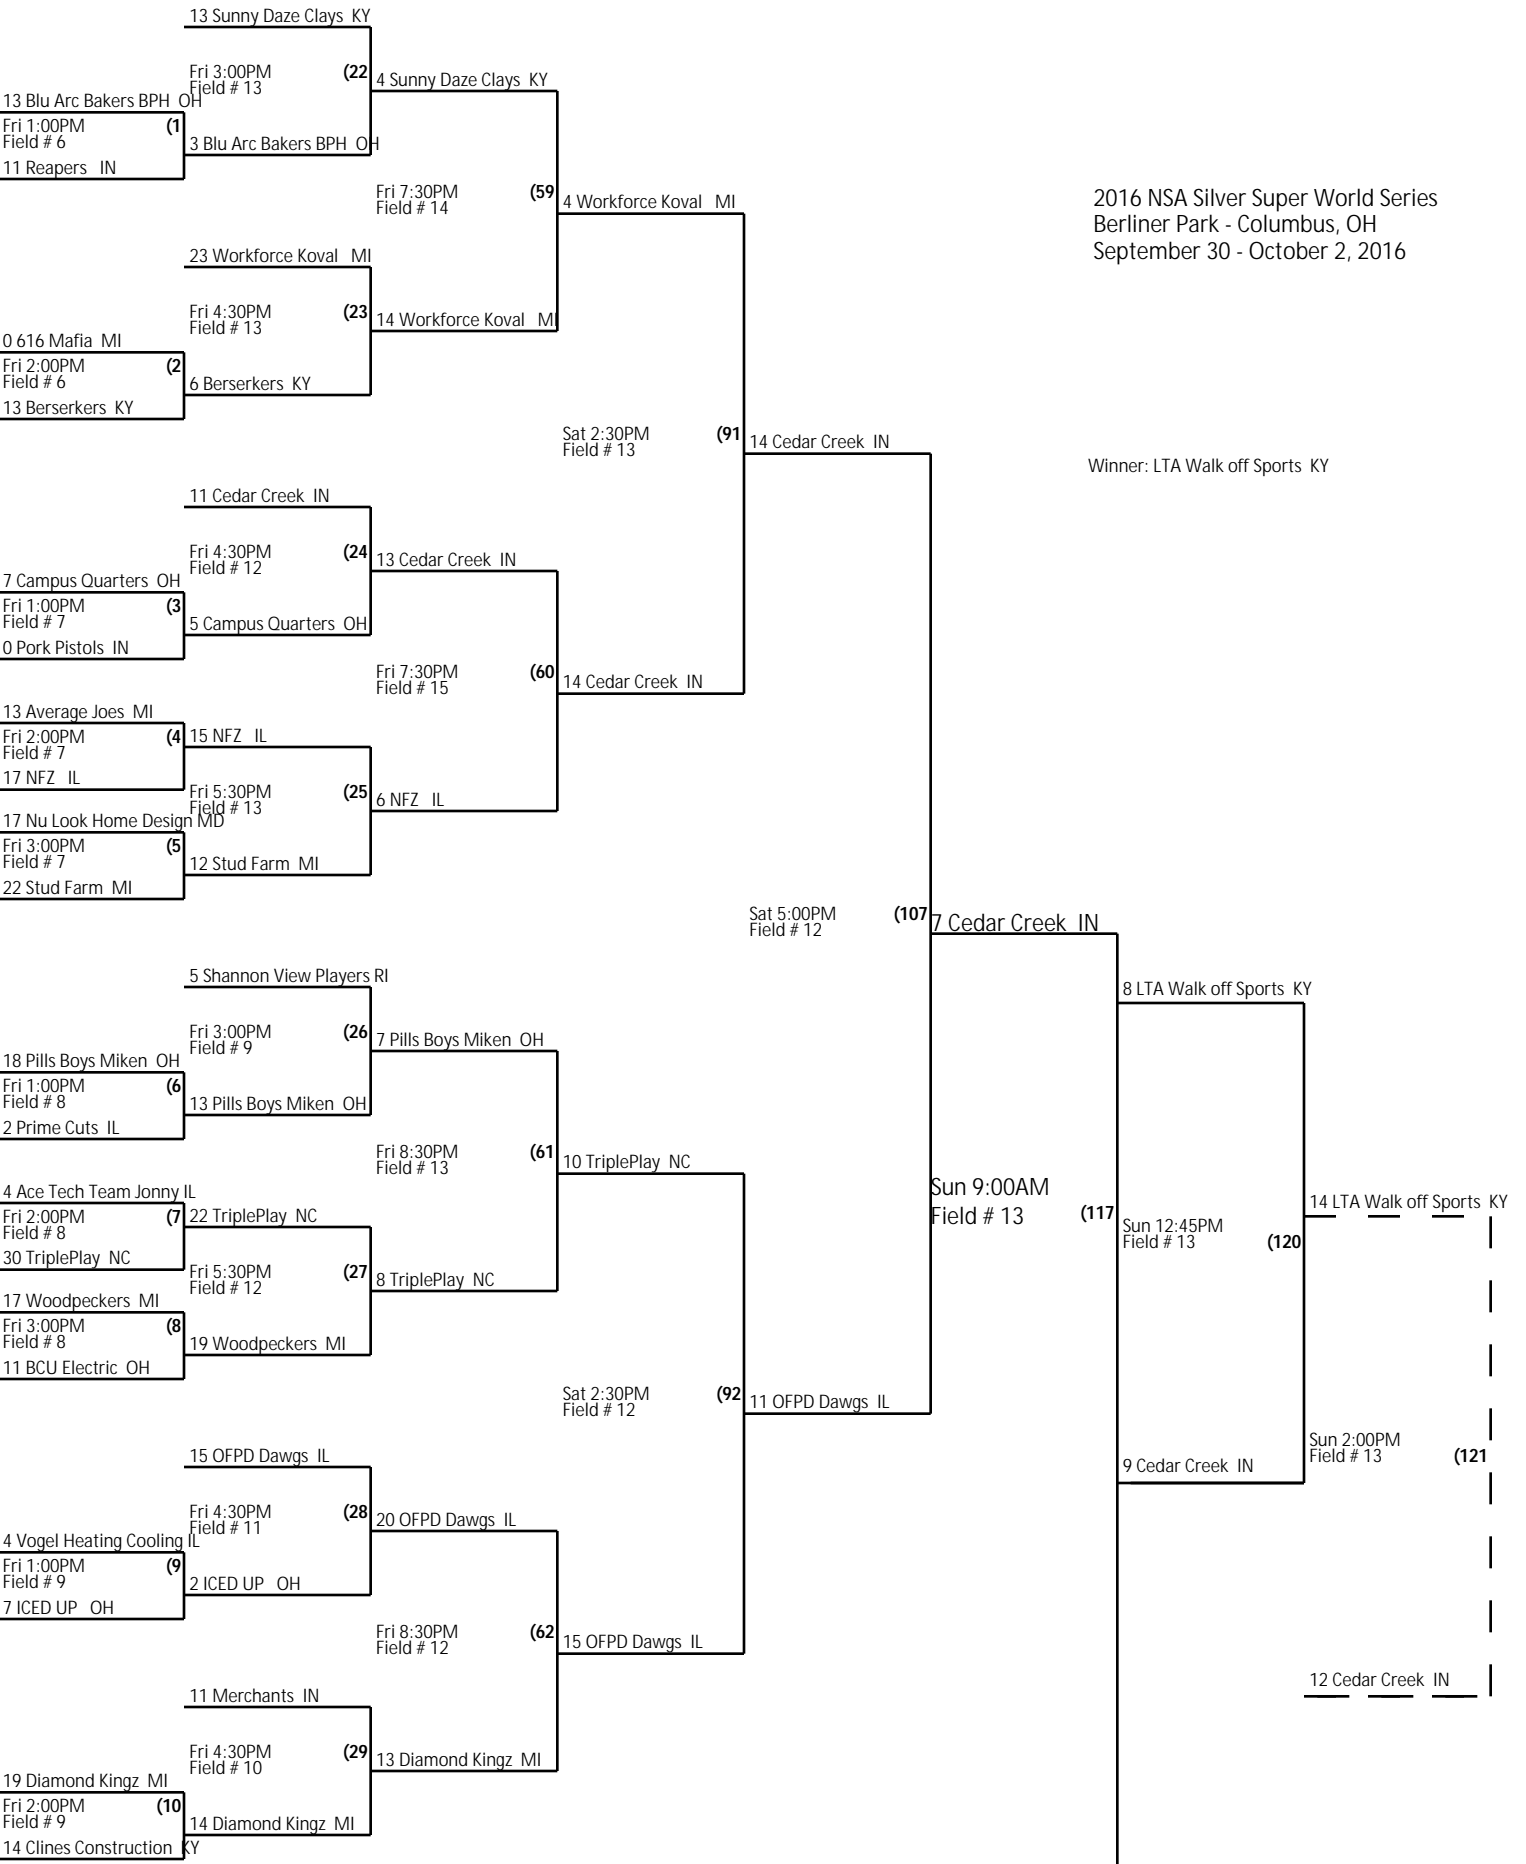 13 Sunny Daze Clays KY
Fri 3:00PM (22
Field # 13
4 Sunny Daze Clays KY
13 Blu Arc Bakers BPH OH
Fri 1:00PM (1
Field # 6
3 Blu Arc Bakers BPH OH
11 Reapers IN
Fri 7:30PM (59
Field # 14
4 Workforce Koval MI
2016 NSA Silver Super World Series
Berliner Park - Columbus, OH
September 30 - October 2, 2016
23 Workforce Koval MI
Fri 4:30PM (23
Field # 13
14 Workforce Koval MI
0 616 Mafia MI
Fri 2:00PM (2
Field # 6
6 Berserkers KY
13 Berserkers KY
Sat 2:30PM (91
Field # 13
14 Cedar Creek IN
Winner: LTA Walk off Sports KY
11 Cedar Creek IN
Fri 4:30PM (24
Field # 12
13 Cedar Creek IN
7 Campus Quarters OH
Fri 1:00PM (3
Field # 7
5 Campus Quarters OH
0 Pork Pistols IN
Fri 7:30PM (60
Field # 15
14 Cedar Creek IN
13 Average Joes MI
Fri 2:00PM (4
Field # 7
15 NFZ IL
17 NFZ IL
Fri 5:30PM (25
Field # 13
6 NFZ IL
17 Nu Look Home Design MD
Fri 3:00PM (5
Field # 7
12 Stud Farm MI
22 Stud Farm MI
Sat 5:00PM (107
Field # 12
7 Cedar Creek IN
5 Shannon View Players RI
8 LTA Walk off Sports KY
Fri 3:00PM (26
Field # 9
7 Pills Boys Miken OH
18 Pills Boys Miken OH
Fri 1:00PM (6
Field # 8
13 Pills Boys Miken OH
2 Prime Cuts IL
Fri 8:30PM (61
Field # 13
10 TriplePlay NC
4 Ace Tech Team Jonny IL
Sun 9:00AM
Field # 13 (117
14 LTA Walk off Sports KY
Fri 2:00PM (7
Field # 8
22 TriplePlay NC
Sun 12:45PM
Field # 13 (120
30 TriplePlay NC
Fri 5:30PM (27
Field # 12
8 TriplePlay NC
17 Woodpeckers MI
Fri 3:00PM (8
Field # 8
19 Woodpeckers MI
11 BCU Electric OH
Sat 2:30PM (92
Field # 12
11 OFPD Dawgs IL
15 OFPD Dawgs IL
Sun 2:00PM
Field # 13 (121
9 Cedar Creek IN
Fri 4:30PM (28
Field # 11
20 OFPD Dawgs IL
4 Vogel Heating Cooling IL
Fri 1:00PM (9
Field # 9
2 ICED UP OH
7 ICED UP OH
Fri 8:30PM (62
Field # 12
15 OFPD Dawgs IL
12 Cedar Creek IN
11 Merchants IN
Fri 4:30PM (29
Field # 10
13 Diamond Kingz MI
19 Diamond Kingz MI
Fri 2:00PM (10
Field # 9
14 Diamond Kingz MI
14 Clines Construction KY